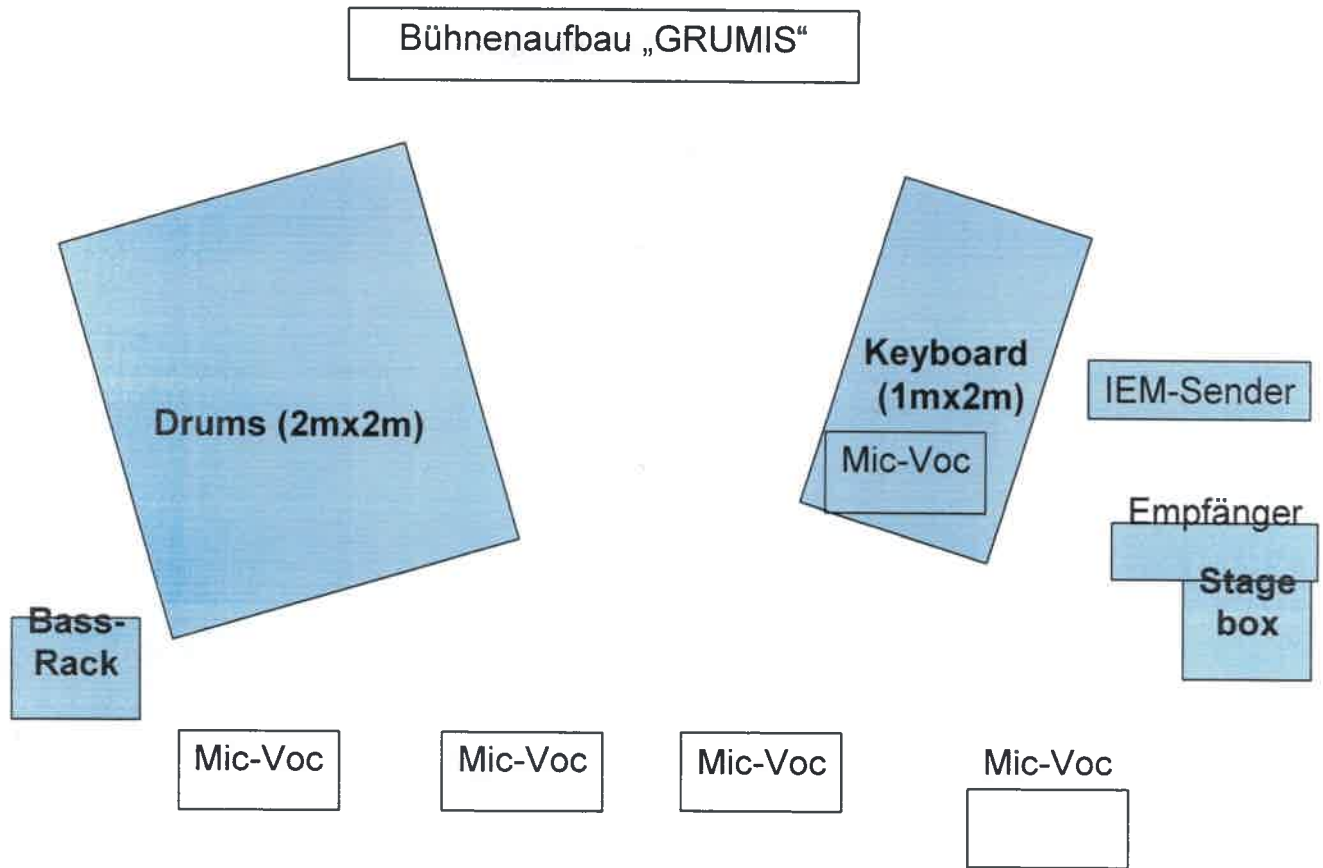 Bühnenaufbau „GRUMIS“
Keyboard
(1mx2m)
IEM-Sender
Drums (2mx2m)
Mic-Voc
Empfänger
Stage
box
Bass-
Rack
Mic-Voc
Mic-Voc
Mic-Voc
Mic-Voc